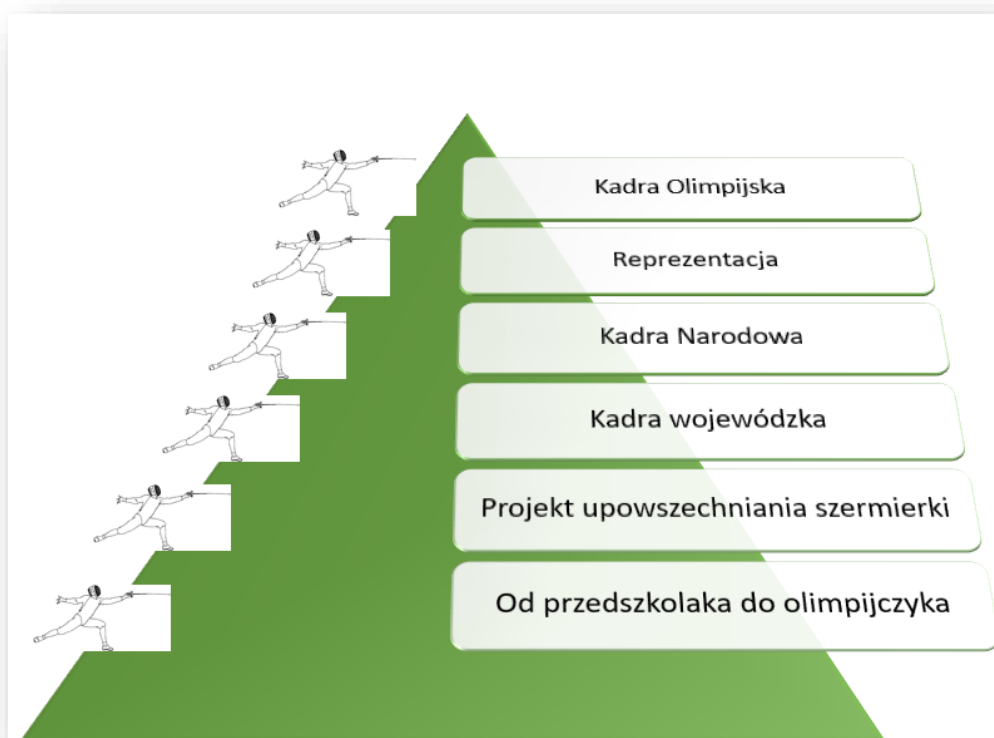 Kadra Olimpijska
Reprezentacja
Kadra Narodowa
Kadra wojewódzka
Projekt upowszechniania szermierki
Od przedszkolaka do olimpijczyka